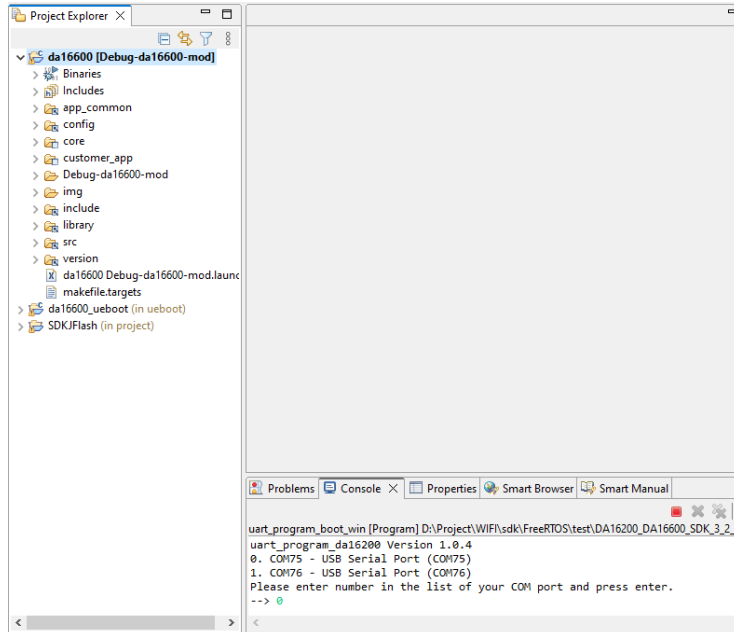 Project Explorer
da16600 [Debug-da16600-mod]
Binaries
Includes
app_common
config
core
customer_app
Debug-da16600-mod
img
include
library
src
version
da16600 Debug-da16600-mod.launc
makefile.targets
da16600_ueboot (in ueboot)
SDKJFlash (in project)
Problems Console Properties Smart Browser Smart Manual
uart_program_boot_win [Program] D:\Project\WIFI\sdk\FreeRTOS\test\DA16200_DA16600_SDK_3_2_
uart_program_da16200 Version 1.0.4
0. COM75 - USB Serial Port (COM75)
1. COM76 - USB Serial Port (COM76)
Please enter number in the list of your COM port and press enter.
--> 0